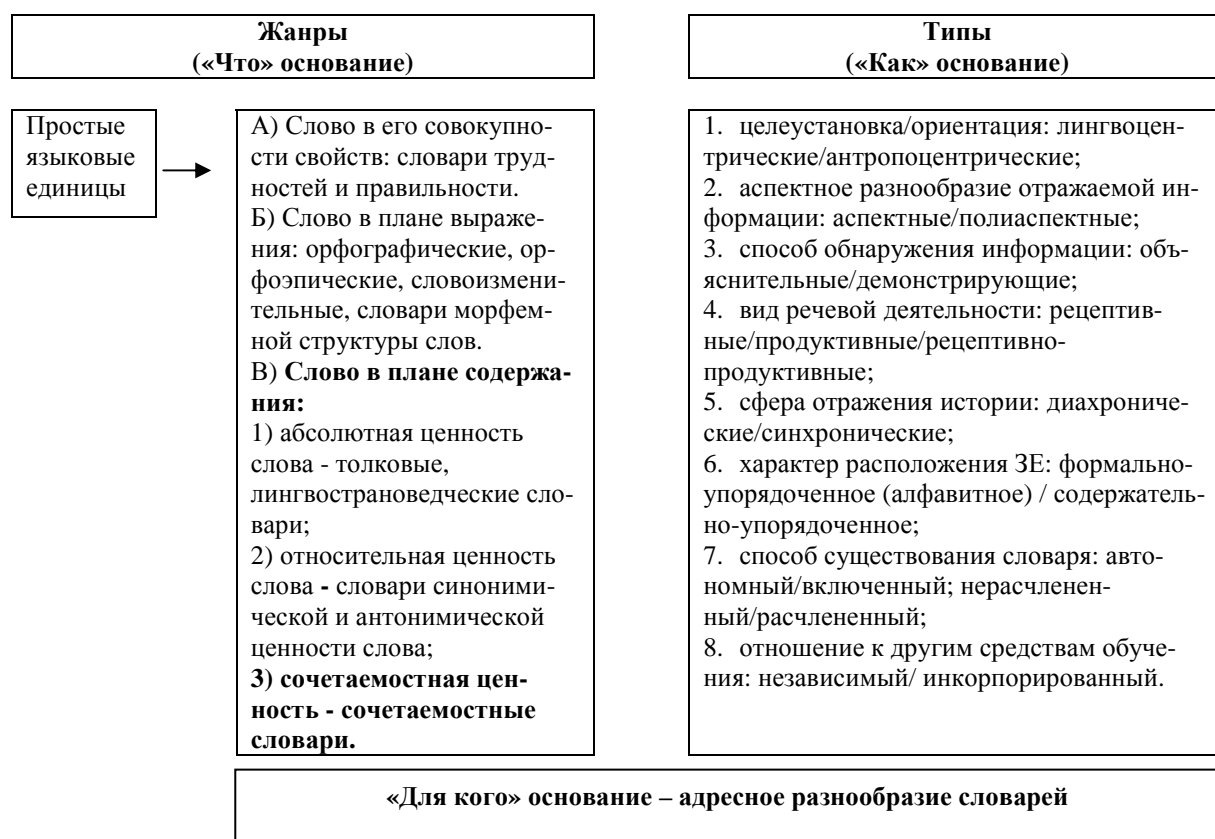 Жанры
(«Что» основание)
Типы
(«Как» основание)
Простые
языковые
единицы
А) Слово в его совокупно-
сти свойств: словари труд-
ностей и правильности.
Б) Слово в плане выраже-
ния: орфографические, ор-
фоэпические, словоизмени-
тельные, словари морфем-
ной структуры слов.
В) Слово в плане содержа-
ния:
1) абсолютная ценность
слова - толковые,
лингвострановедческие сло-
вари;
2) относительная ценность
слова - словари синоними-
ческой и антонимической
ценности слова;
3) сочетаемостная цен-
ность - сочетаемостные
словари.
1. целеустановка/ориентация: лингвоцен-
трические/антропоцентрические;
2. аспектное разнообразие отражаемой ин-
формации: аспектные/полиаспектные;
3. способ обнаружения информации: объ-
яснительные/демонстрирующие;
4. вид речевой деятельности: рецептив-
ные/продуктивные/рецептивно-
продуктивные;
5. сфера отражения истории: диахрониче-
ские/синхронические;
6. характер расположения ЗЕ: формально-
упорядоченное (алфавитное) / содержатель-
но-упорядоченное;
7. способ существования словаря: авто-
номный/включенный; нерасчленен-
ный/расчлененный;
8. отношение к другим средствам обуче-
ния: независимый/ инкорпорированный.
«Для кого» основание – адресное разнообразие словарей